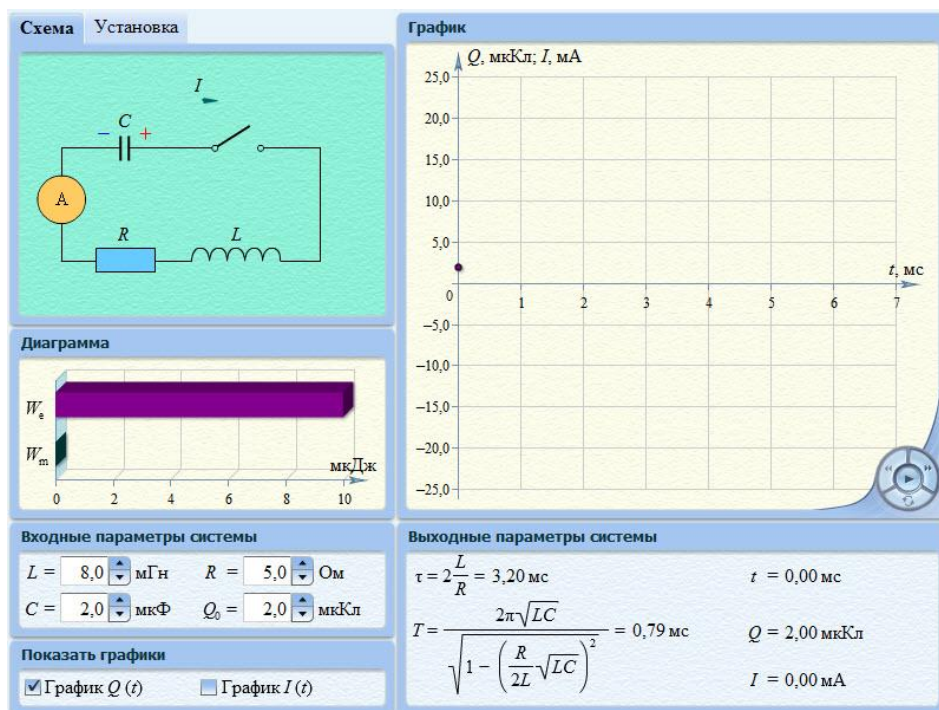 Схема Установка
I
C
− +
A
R L
Диаграмма
We
Wm
мкДж
0 2 4 6 8 10
Входные параметры системы
L = 8,0 мГн R = 5,0 Ом
C = 2,0 мкФ Q0 = 2,0 мкКл
Показать графики
График Q (t) График I (t)
График
Q, мкКл; I, мА
25,0
20,0
15,0
10,0
5,0
t, мс
0 1 2 3 4 5 6 7
−5,0
−10,0
−15,0
−20,0
−25,0
Выходные параметры системы
τ = 2 L/R = 3,20 мс
t = 0,00 мс
T = 2π√LC / √(1 − (R/2L √LC)²) = 0,79 мс
Q = 2,00 мкКл
I = 0,00 мА